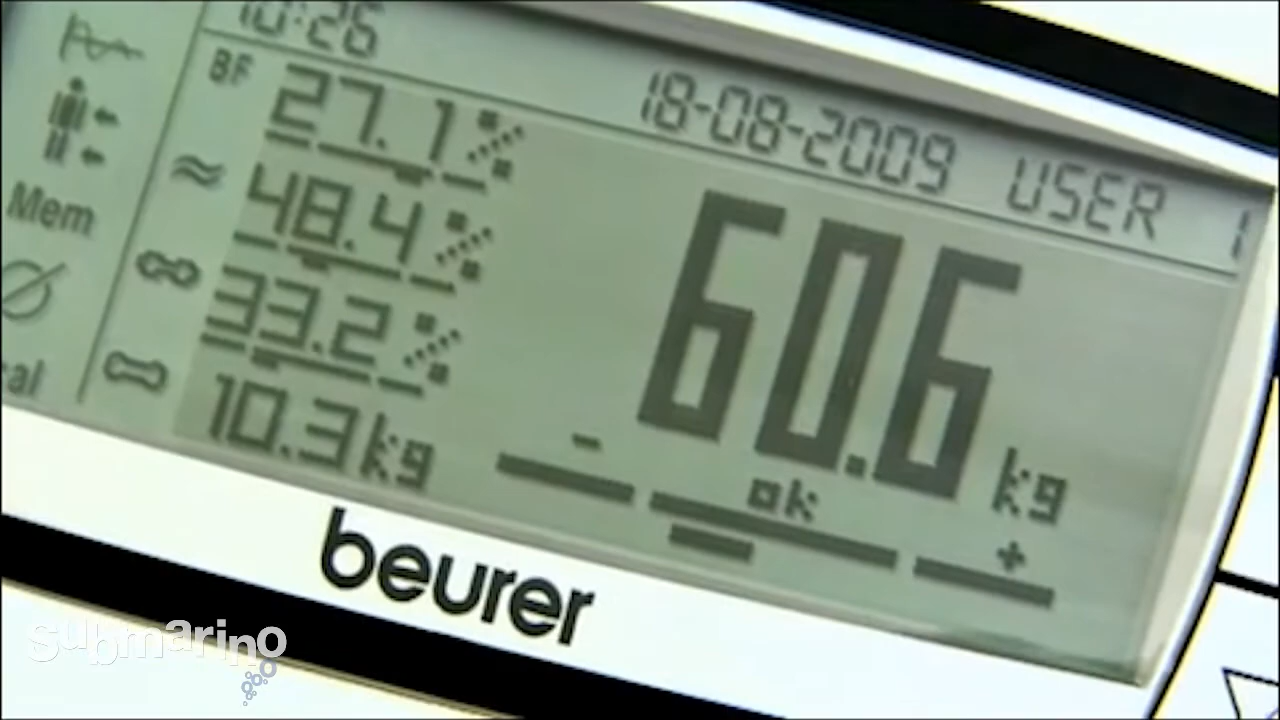 10:26
18-08-2009 USER 1
BF 27.1%
48.4%
33.2%
10.3kg
60.6 kg
- ok +
Mem
beurer
submarino